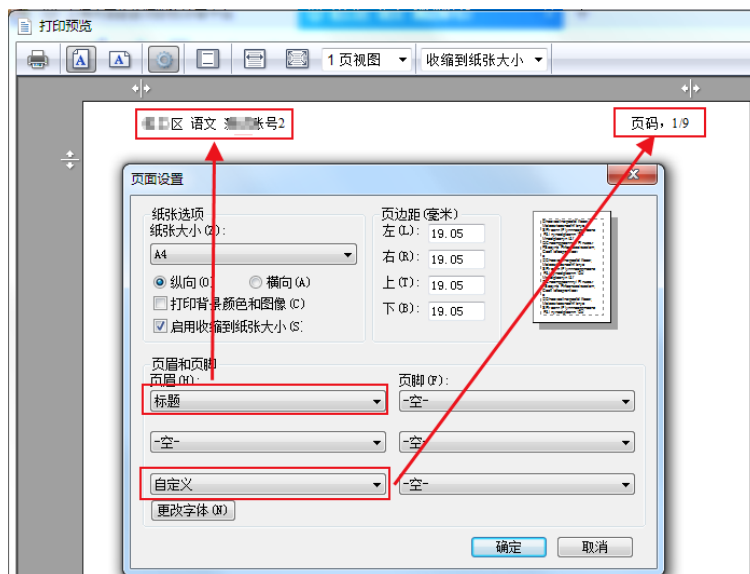 打印预览
1 页视图 收缩到纸张大小
区 语文 账号2 页码，1/9
页面设置
纸张选项
纸张大小(Z):
A4
纵向(O) 横向(A)
打印背景颜色和图像(C)
启用收缩到纸张大小(S)
页边距(毫米)
左(L): 19.05
右(R): 19.05
上(T): 19.05
下(B): 19.05
页眉和页脚
页眉(H): 页脚(F):
标题 -空-
-空- -空-
自定义 -空-
更改字体(N)
确定 取消